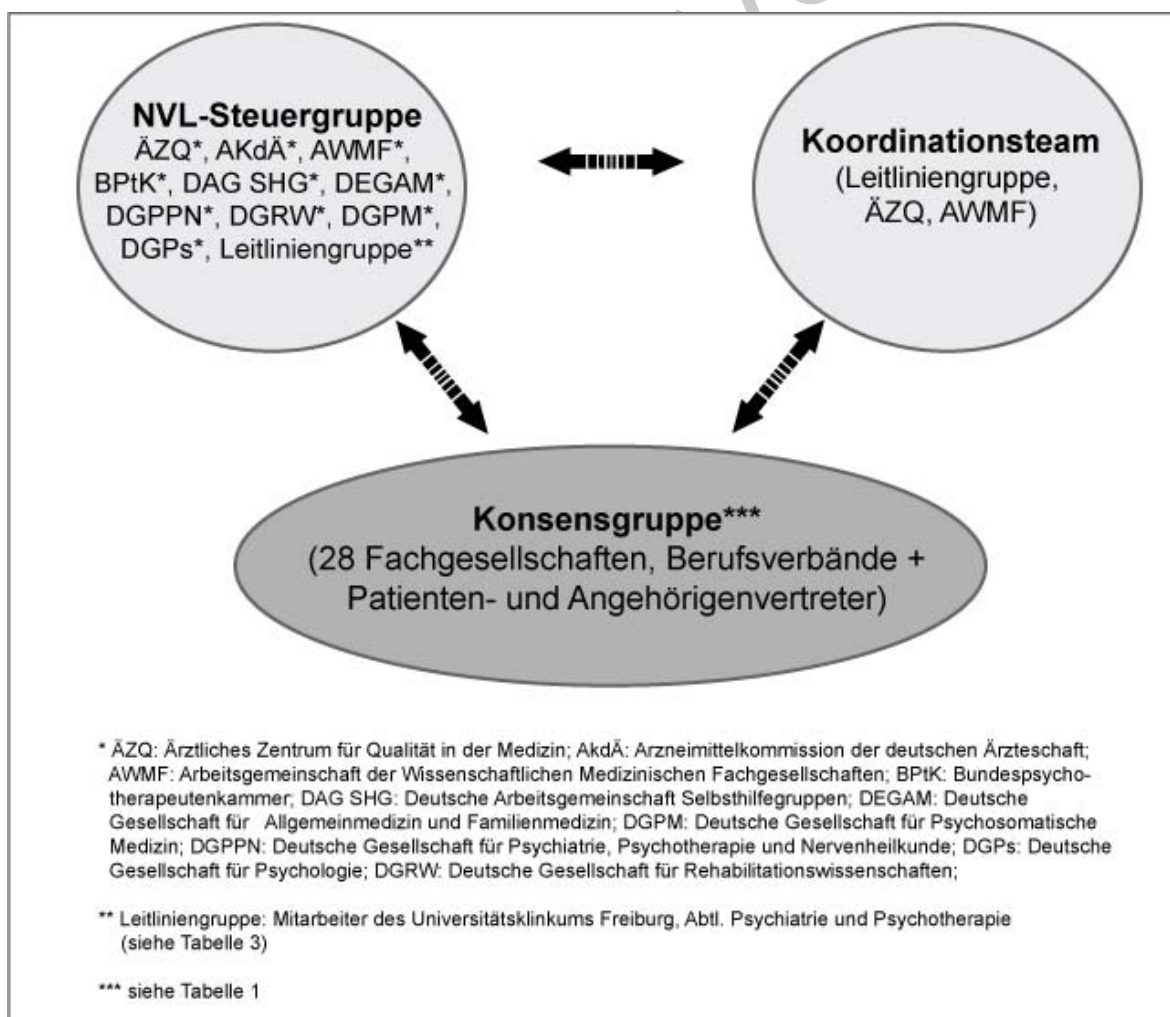 NVL-Steuergruppe
ÄZQ*, AKdÄ*, AWMF*,
BPtK*, DAG SHG*, DEGAM*,
DGPPN*, DGRW*, DGPM*,
DGPs*, Leitliniengruppe**
Koordinationsteam
(Leitliniengruppe,
ÄZQ, AWMF)
Konsensgruppe***
(28 Fachgesellschaften, Berufsverbände +
Patienten- und Angehörigenvertreter)
* ÄZQ: Ärztliches Zentrum für Qualität in der Medizin; AkdÄ: Arzneimittelkommission der deutschen Ärzteschaft;
AWMF: Arbeitsgemeinschaft der Wissenschaftlichen Medizinischen Fachgesellschaften; BPtK: Bundespsycho-
therapeutenkammer; DAG SHG: Deutsche Arbeitsgemeinschaft Selbsthilfegruppen; DEGAM: Deutsche
Gesellschaft für Allgemeinmedizin und Familienmedizin; DGPM: Deutsche Gesellschaft für Psychosomatische
Medizin; DGPPN: Deutsche Gesellschaft für Psychiatrie, Psychotherapie und Nervenheilkunde; DGPs: Deutsche
Gesellschaft für Psychologie; DGRW: Deutsche Gesellschaft für Rehabilitationswissenschaften;
** Leitliniengruppe: Mitarbeiter des Universitätsklinkums Freiburg, Abtl. Psychiatrie und Psychotherapie
(siehe Tabelle 3)
*** siehe Tabelle 1